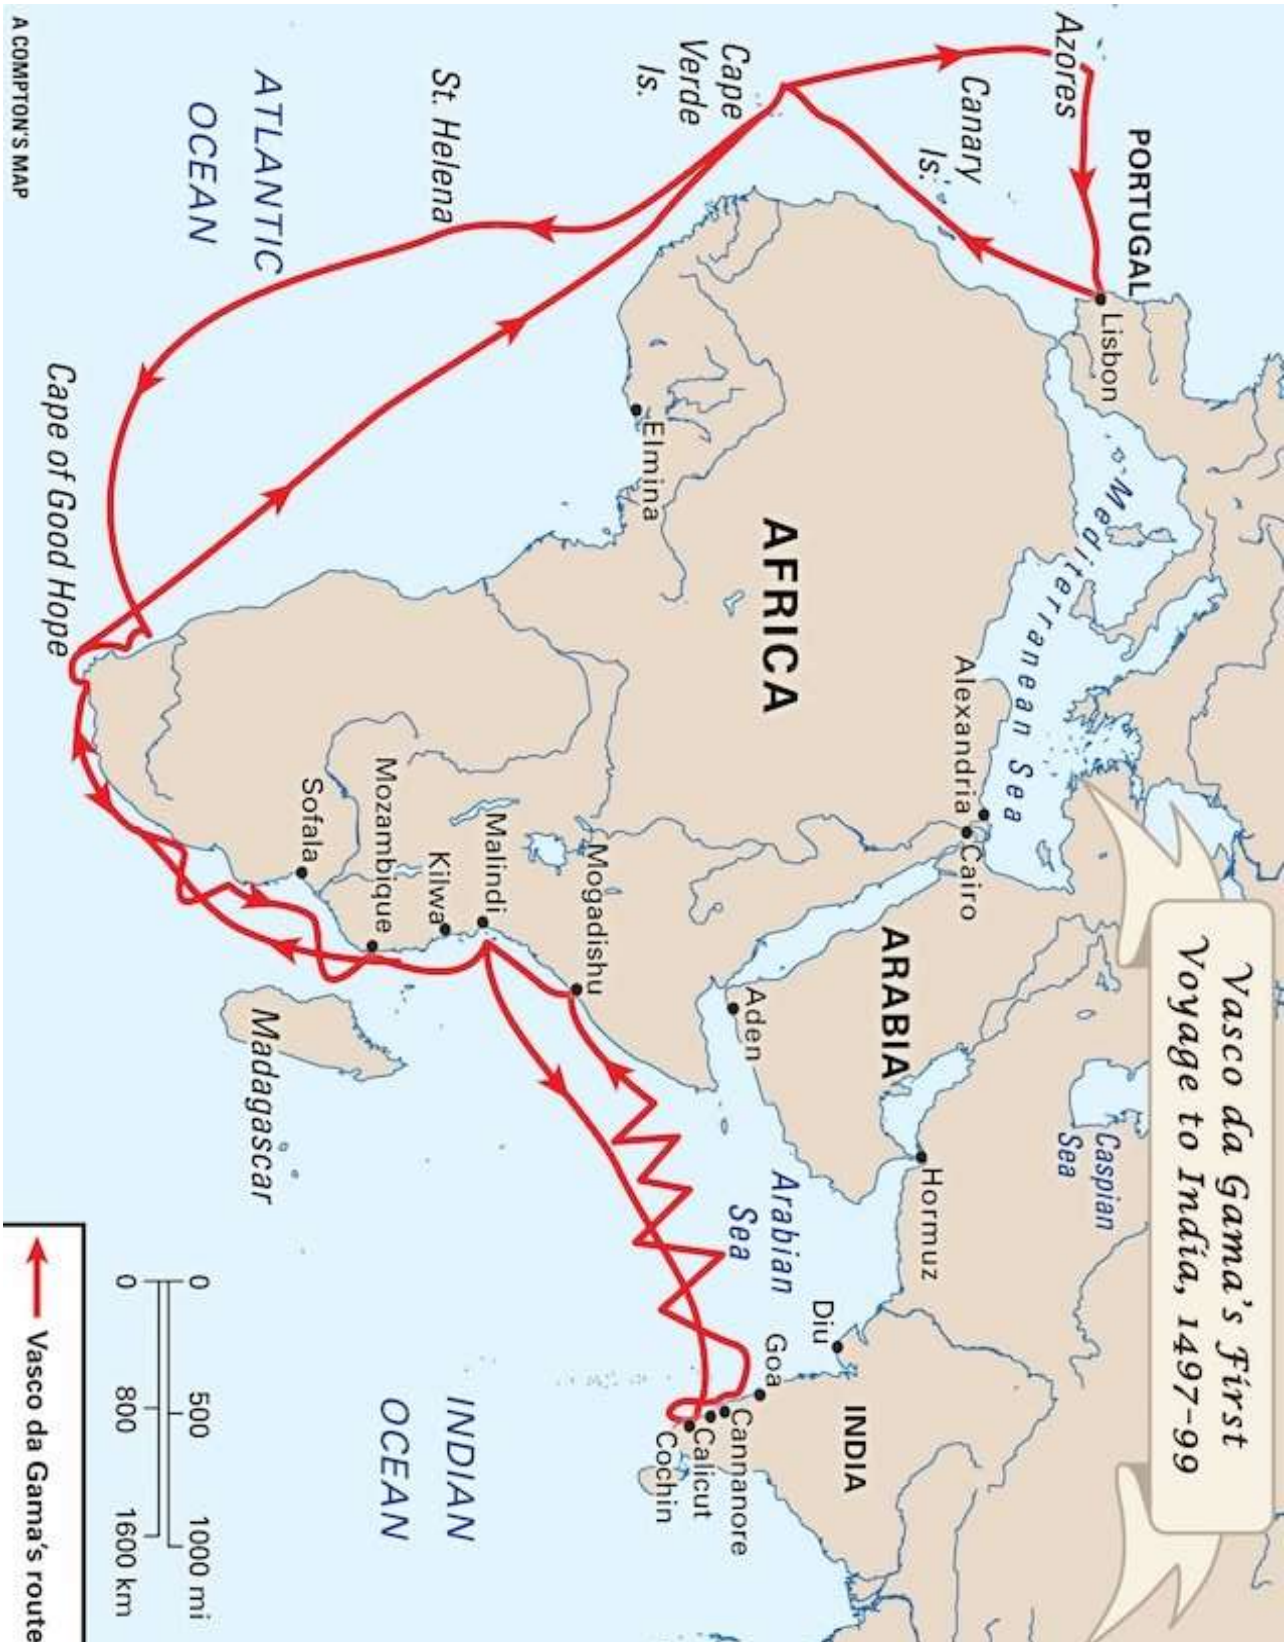 Vasco da Gama's First
Voyage to India, 1497–99
PORTUGAL
Lisbon
Azores
Canary
Is.
Cape
Verde
Is.
Mediterranean Sea
Caspian
Sea
Alexandria
Cairo
AFRICA
ARABIA
Hormuz
Aden
Arabian
Sea
Diu
INDIA
Goa
Cannanore
Calicut
Cochin
Elmina
Mogadishu
Malindi
Kilwa
Mozambique
Sofala
Madagascar
St. Helena
ATLANTIC
OCEAN
INDIAN
OCEAN
Cape of Good Hope
0 500 1000 mi
0 800 1600 km
Vasco da Gama's route
A COMPTON'S MAP